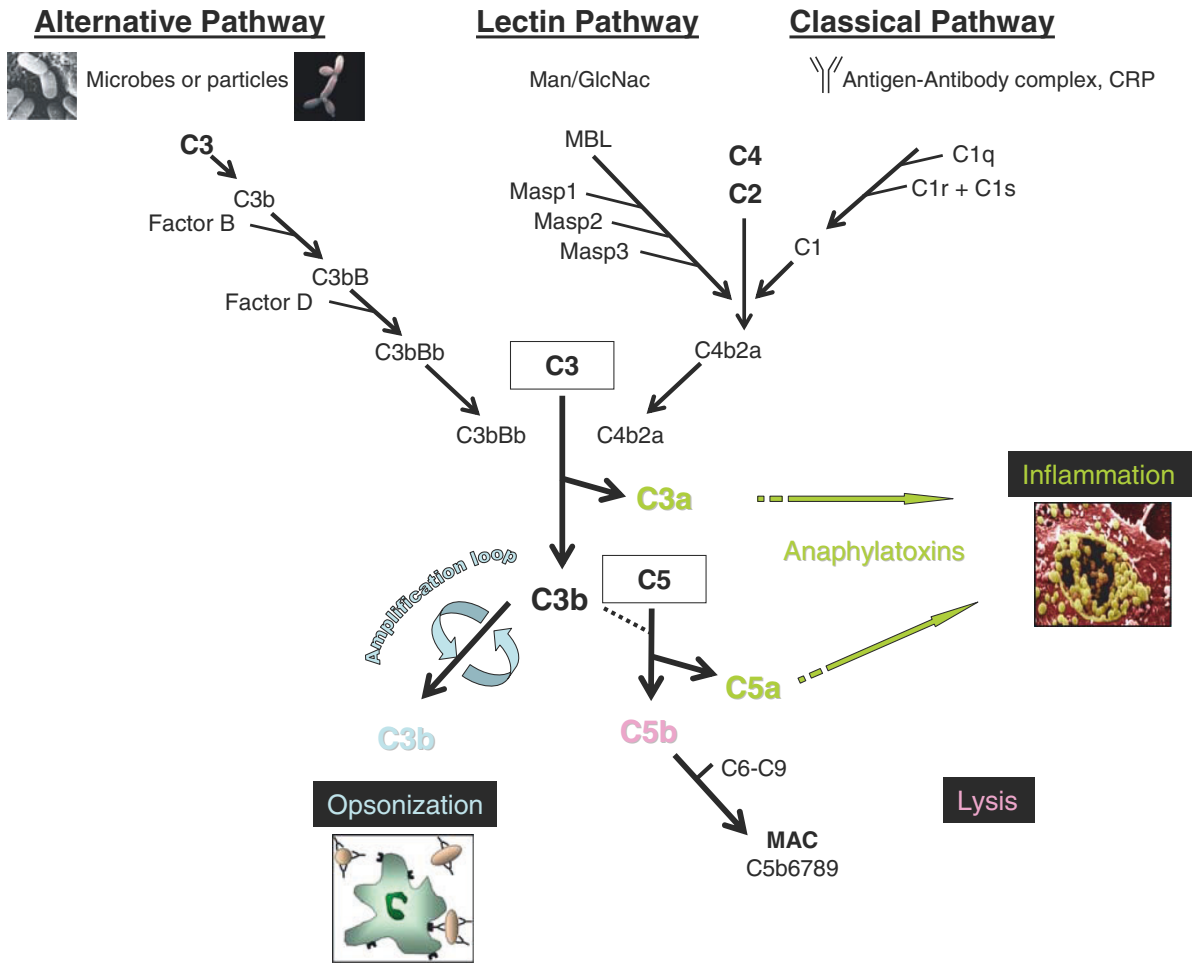 Alternative Pathway
Lectin Pathway
Classical Pathway
Microbes or particles
Man/GlcNac
Antigen-Antibody complex, CRP
C3
C3b
Factor B
C3bB
Factor D
C3bBb
C3bBb
MBL
Masp1
Masp2
Masp3
C4
C2
C1q
C1r + C1s
C1
C4b2a
C4b2a
C3
C3a
Anaphylatoxins
Inflammation
Amplification loop
C3b
C5
C5a
C3b
C5b
C6-C9
Opsonization
Lysis
MAC
C5b6789